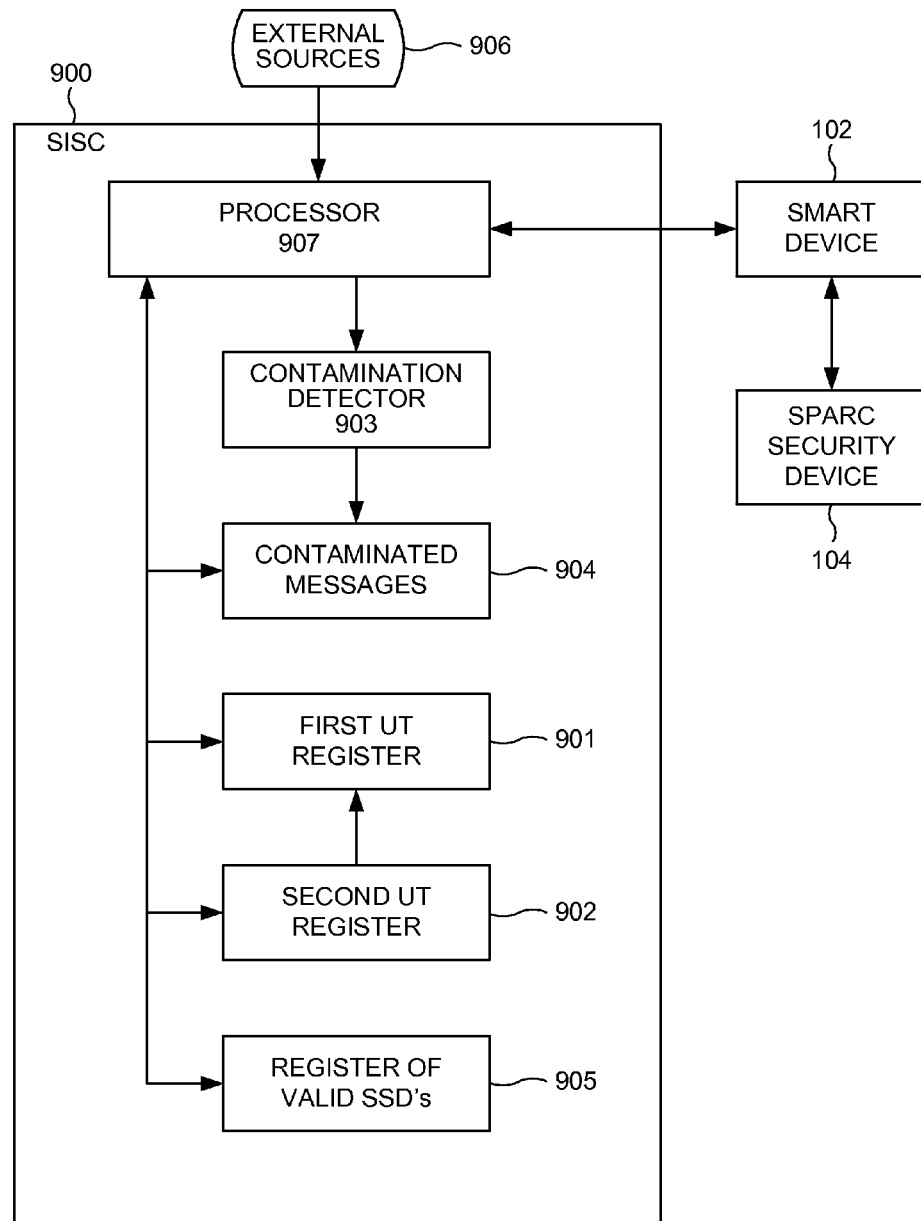 EXTERNAL
SOURCES
906
900
SISC
102
PROCESSOR
907
SMART
DEVICE
CONTAMINATION
DETECTOR
903
SPARC
SECURITY
DEVICE
104
CONTAMINATED
MESSAGES
904
FIRST UT
REGISTER
901
SECOND UT
REGISTER
902
REGISTER OF
VALID SSD's
905